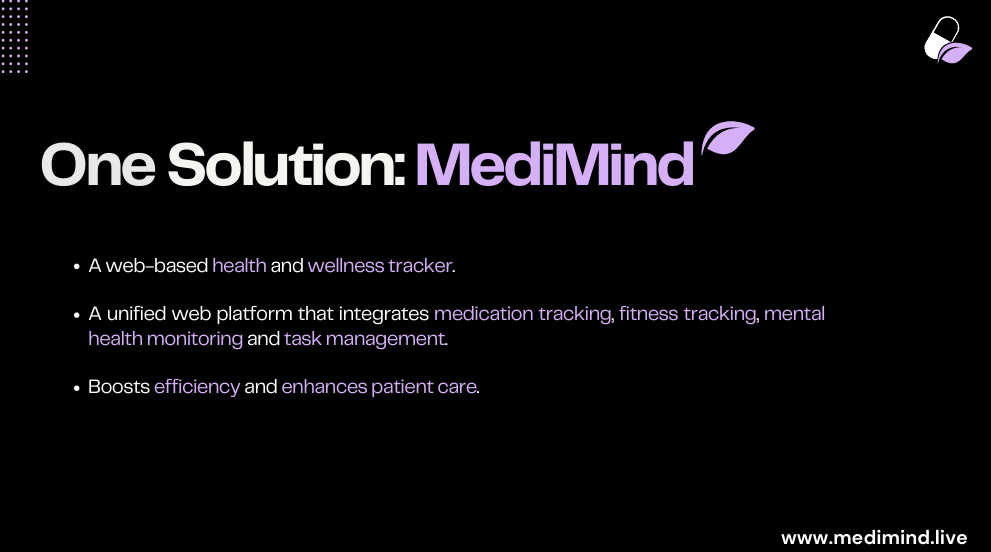 One Solution: MediMind
• A web-based health and wellness tracker.
• A unified web platform that integrates medication tracking, fitness tracking, mental
health monitoring and task management.
• Boosts efficiency and enhances patient care.
www.medimind.live